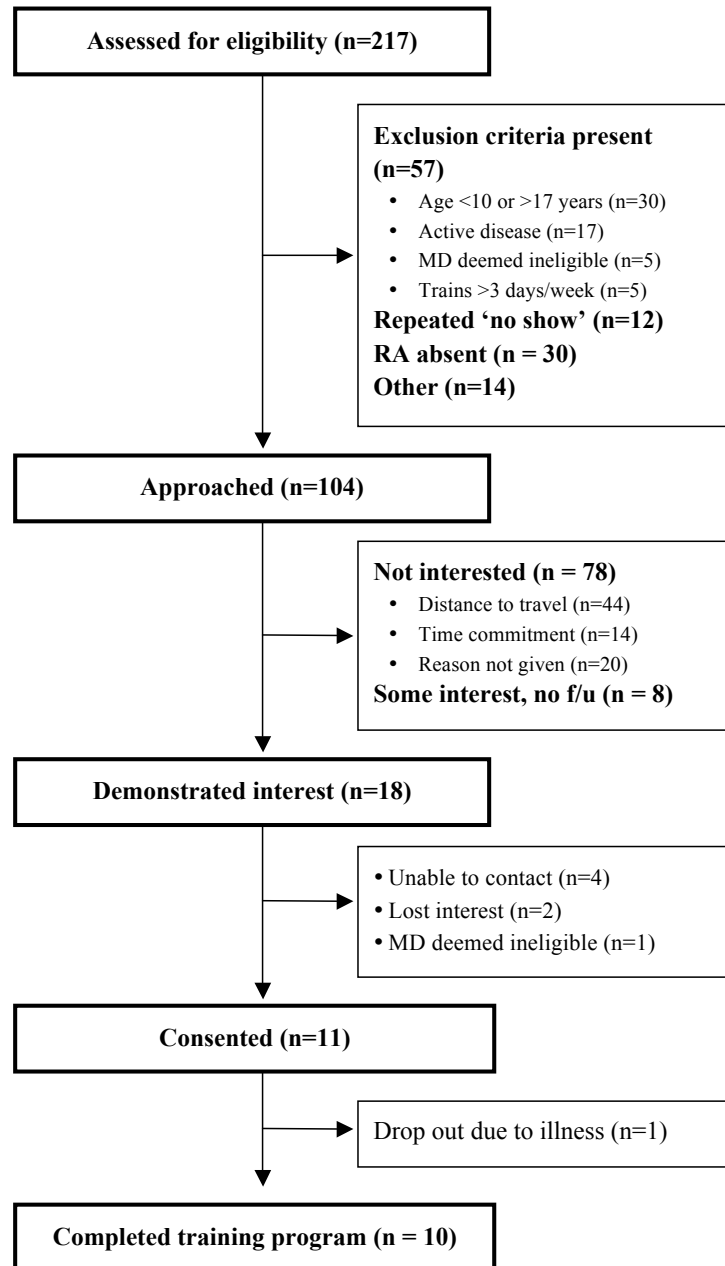 Assessed for eligibility (n=217)
Exclusion criteria present
(n=57)
• Age <10 or >17 years (n=30)
• Active disease (n=17)
• MD deemed ineligible (n=5)
• Trains >3 days/week (n=5)
Repeated ‘no show’ (n=12)
RA absent (n = 30)
Other (n=14)
Approached (n=104)
Not interested (n = 78)
• Distance to travel (n=44)
• Time commitment (n=14)
• Reason not given (n=20)
Some interest, no f/u (n = 8)
Demonstrated interest (n=18)
• Unable to contact (n=4)
• Lost interest (n=2)
• MD deemed ineligible (n=1)
Consented (n=11)
Drop out due to illness (n=1)
Completed training program (n = 10)